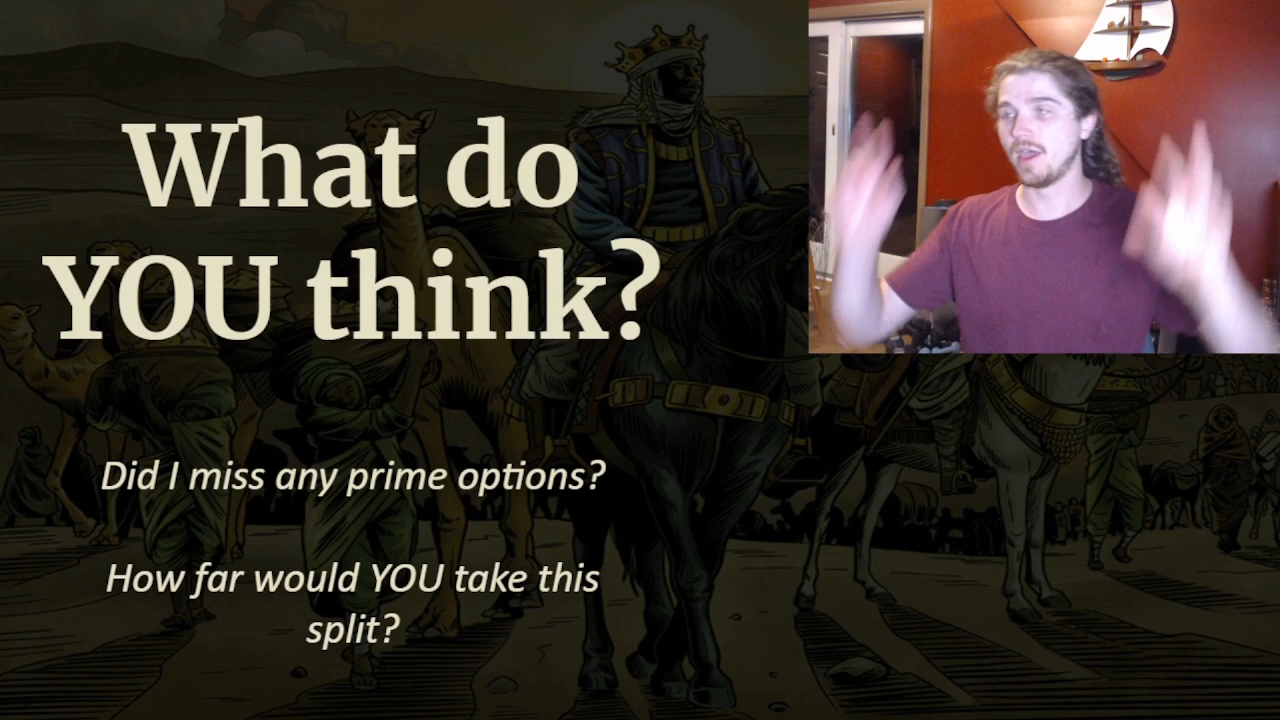 What do
YOU think?
Did I miss any prime options?
How far would YOU take this
split?